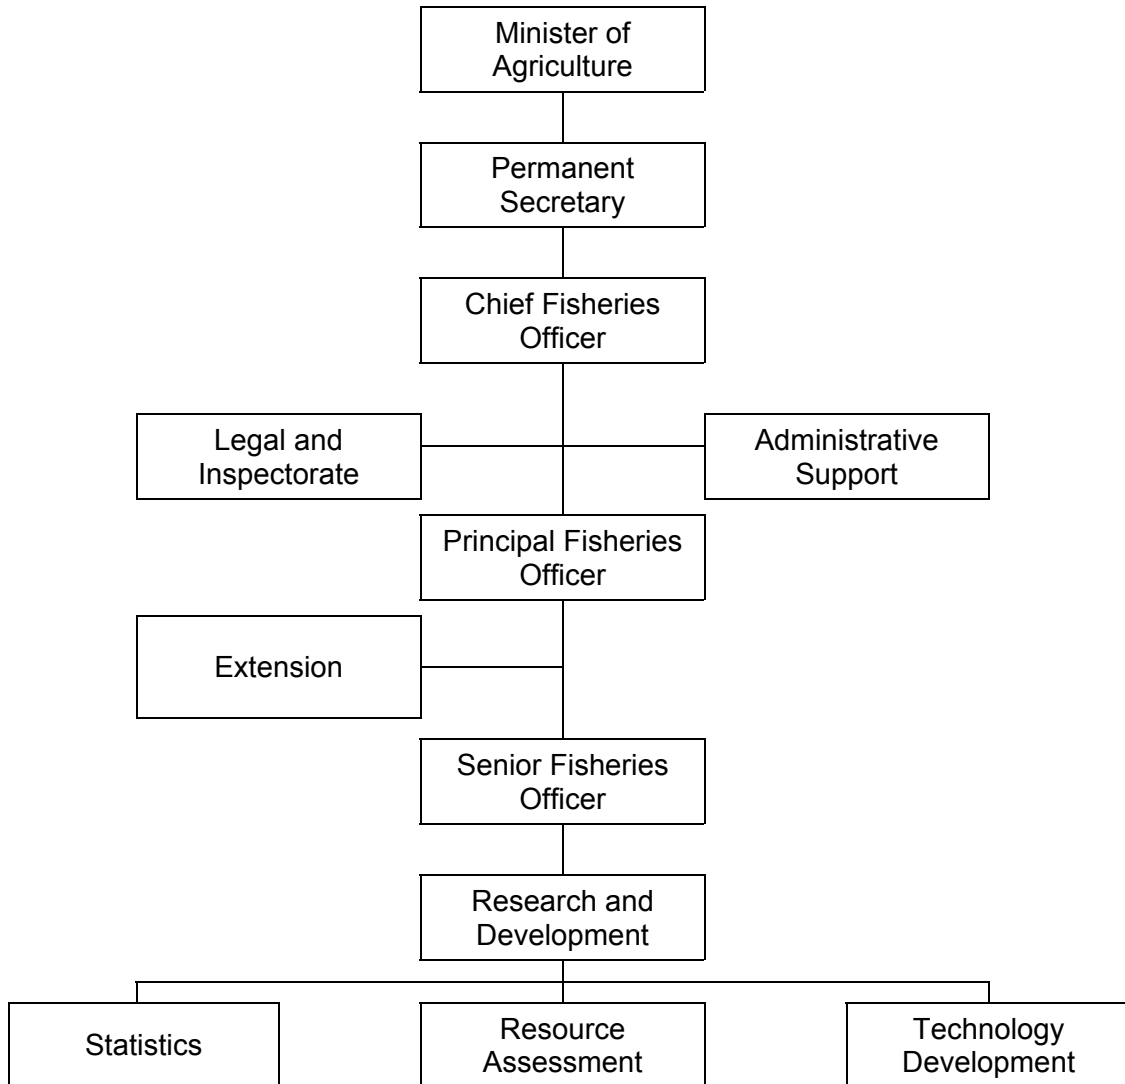 Minister of
Agriculture
Permanent
Secretary
Chief Fisheries
Officer
Legal and
Inspectorate
Administrative
Support
Principal Fisheries
Officer
Extension
Senior Fisheries
Officer
Research and
Development
Statistics
Resource
Assessment
Technology
Development